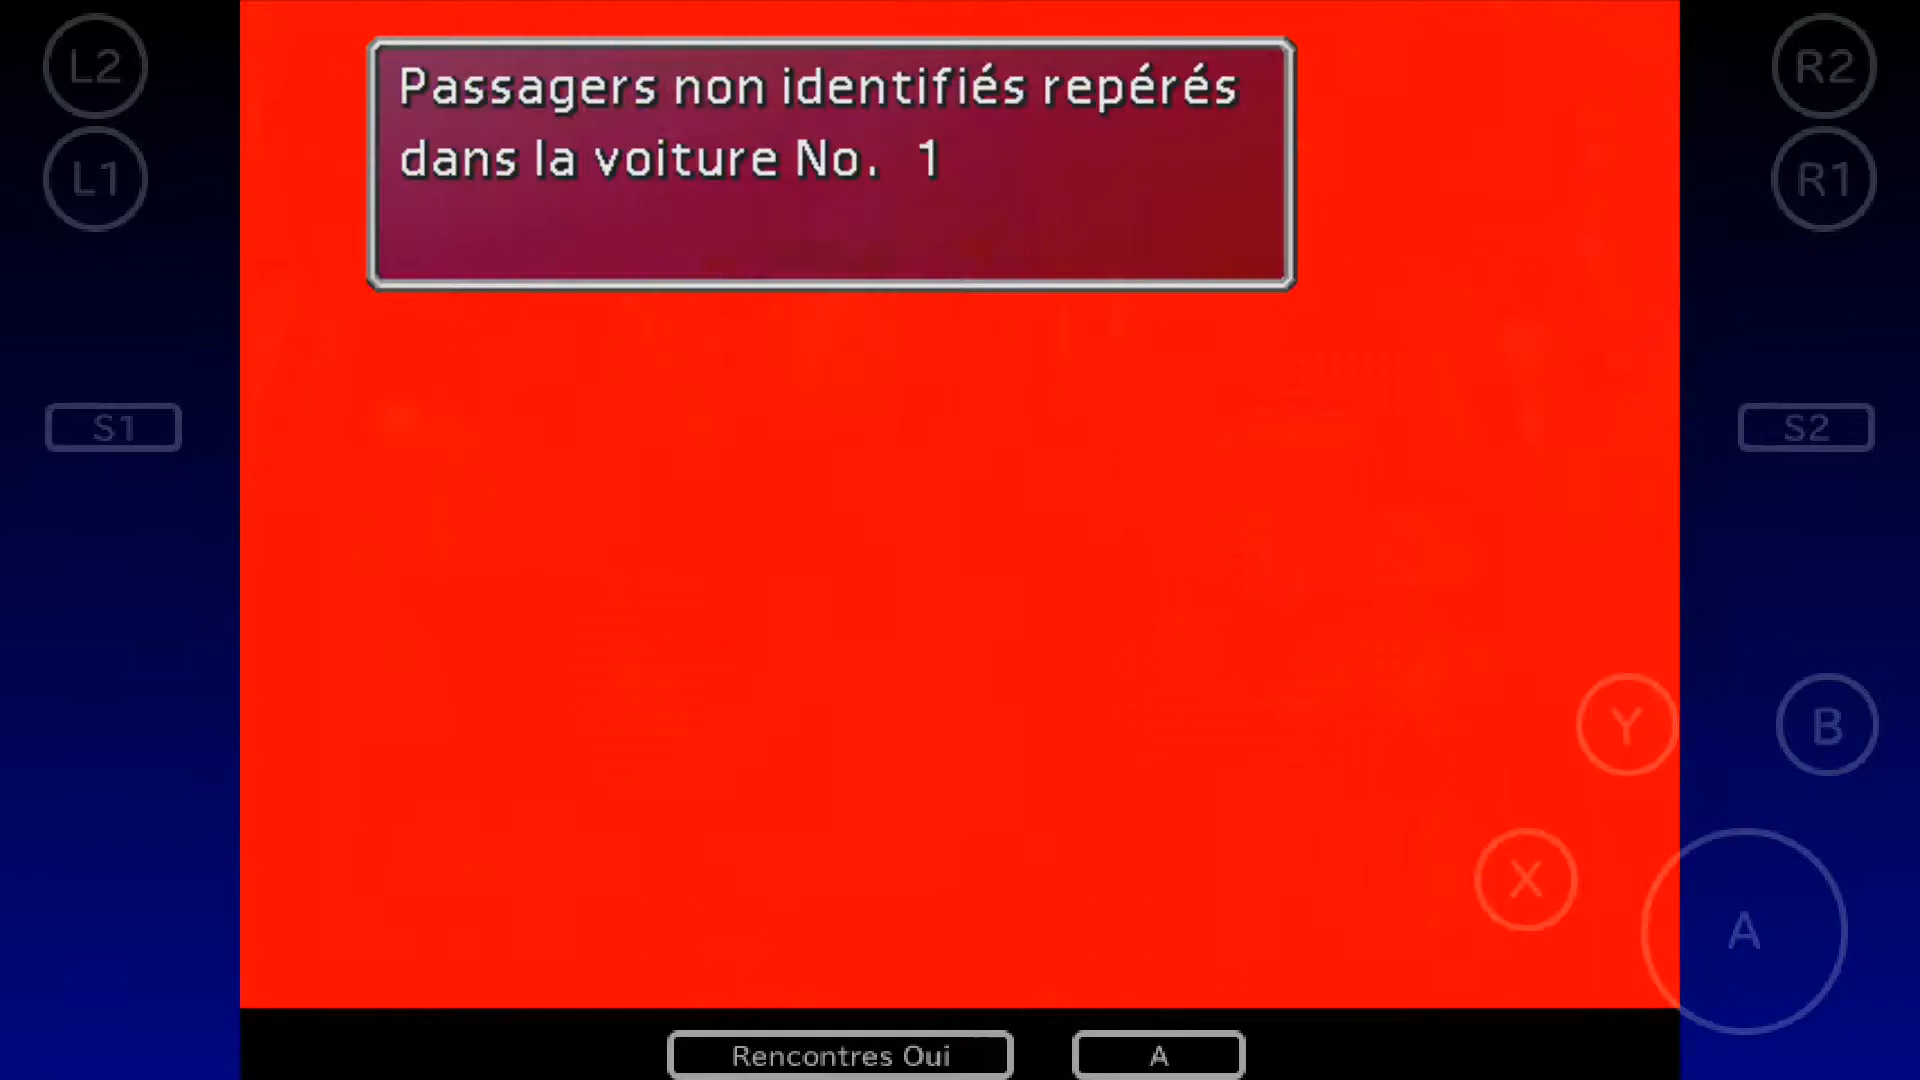 L2
R2
Passagers non identifiés repérés
dans la voiture No. 1
L1
R1
S1
S2
Y
B
X
A
Rencontres Oui
A